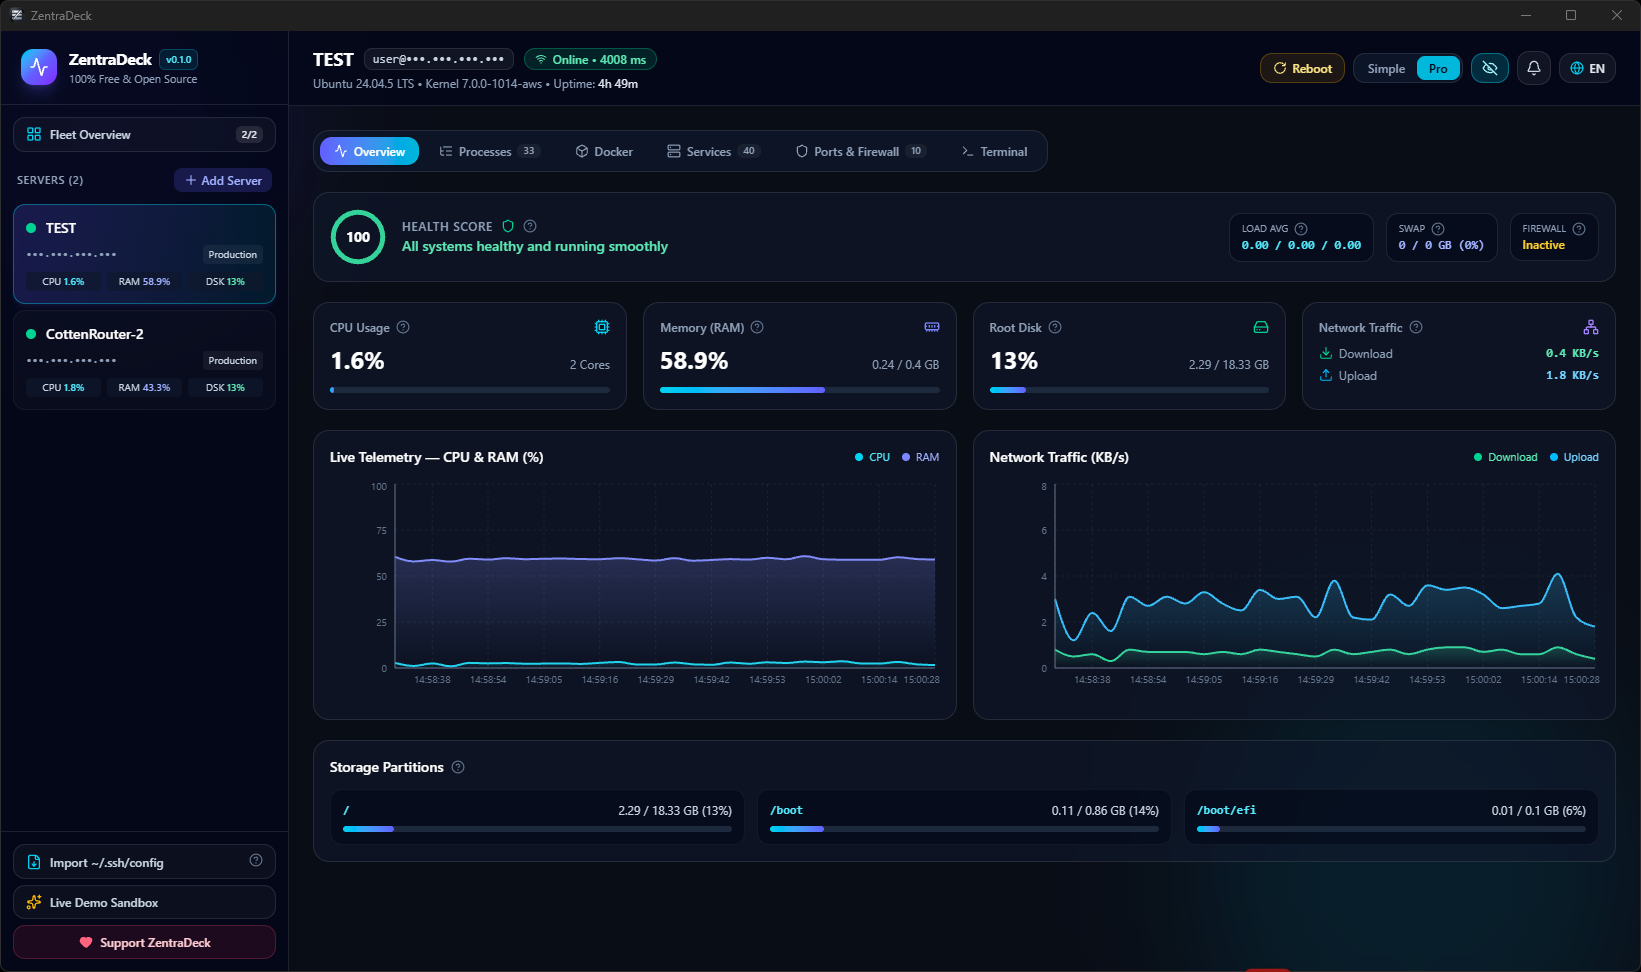 ZentraDeck
ZentraDeck v0.1.0
100% Free & Open Source
Fleet Overview 2/2
SERVERS (2) + Add Server
TEST
•••.•••.•••.••• Production
CPU 1.6% RAM 58.9% DSK 13%
CottenRouter-2
•••.•••.•••.••• Production
CPU 1.8% RAM 43.3% DSK 13%
Import ~/.ssh/config
Live Demo Sandbox
Support ZentraDeck
TEST user@•••.•••.•••.••• Online • 4008 ms
Ubuntu 24.04.5 LTS • Kernel 7.0.0-1014-aws • Uptime: 4h 49m
Reboot Simple Pro EN
Overview Processes 33 Docker Services 40 Ports & Firewall 10 Terminal
100
HEALTH SCORE
All systems healthy and running smoothly
LOAD AVG
0.00 / 0.00 / 0.00
SWAP
0 / 0 GB (0%)
FIREWALL
Inactive
CPU Usage
1.6% 2 Cores
Memory (RAM)
58.9% 0.24 / 0.4 GB
Root Disk
13% 2.29 / 18.33 GB
Network Traffic
Download 0.4 KB/s
Upload 1.8 KB/s
Live Telemetry — CPU & RAM (%) CPU RAM
100
75
50
25
0
14:58:38 14:58:54 14:59:05 14:59:16 14:59:29 14:59:42 14:59:53 15:00:02 15:00:14 15:00:28
Network Traffic (KB/s) Download Upload
8
6
4
2
0
14:58:38 14:58:54 14:59:05 14:59:16 14:59:29 14:59:42 14:59:53 15:00:02 15:00:14 15:00:28
Storage Partitions
/ 2.29 / 18.33 GB (13%)
/boot 0.11 / 0.86 GB (14%)
/boot/efi 0.01 / 0.1 GB (6%)